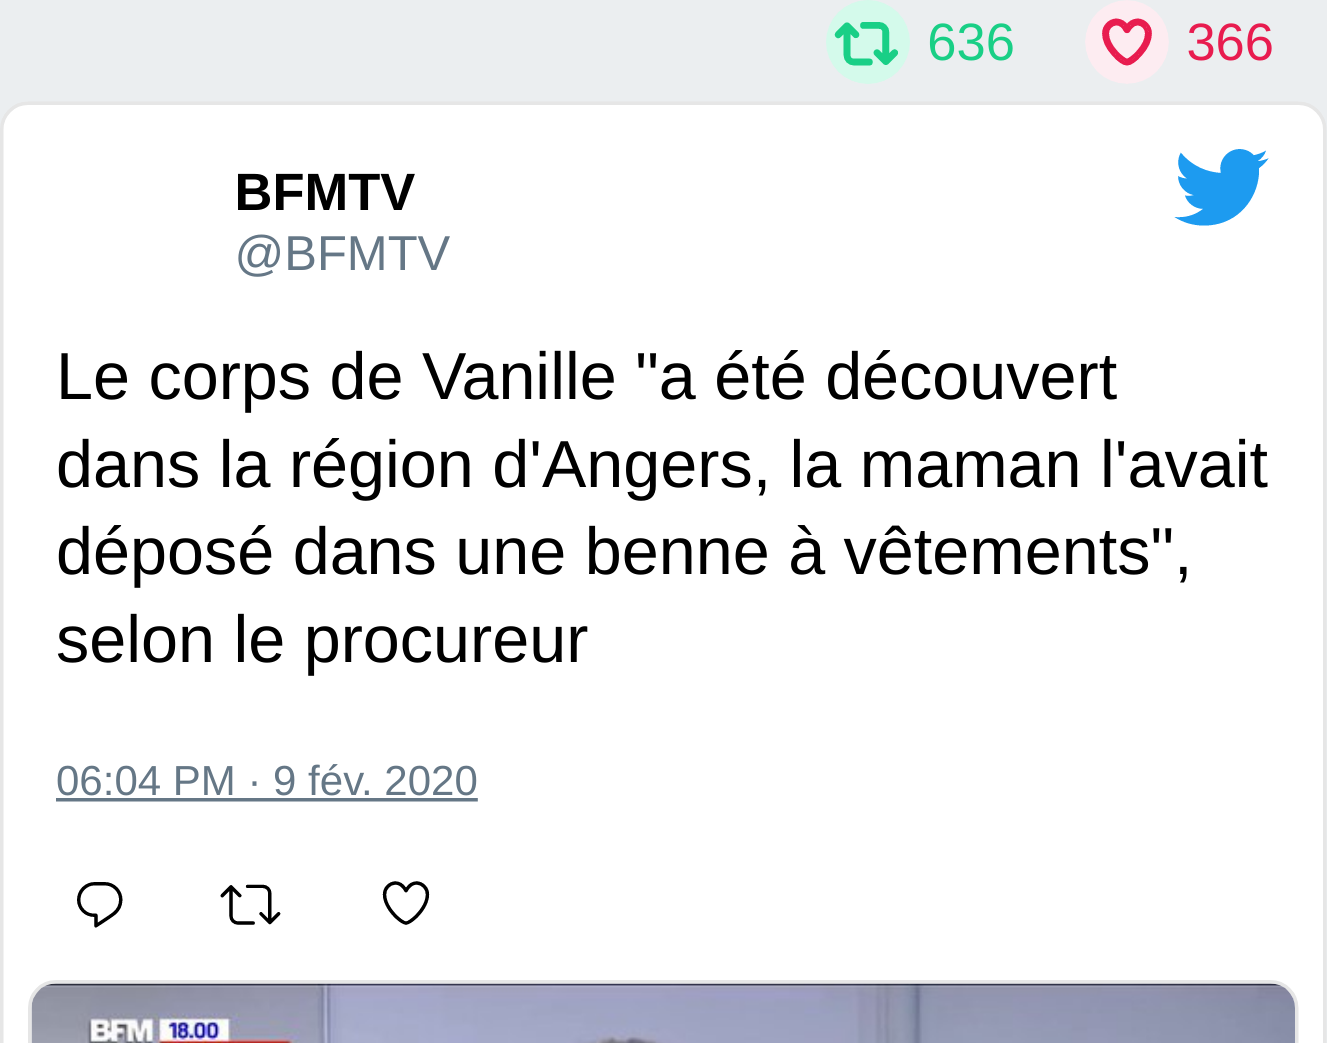 636 366
BFMTV
@BFMTV
Le corps de Vanille "a été découvert
dans la région d'Angers, la maman l'avait
déposé dans une benne à vêtements",
selon le procureur
06:04 PM · 9 fév. 2020
BFM 18.00